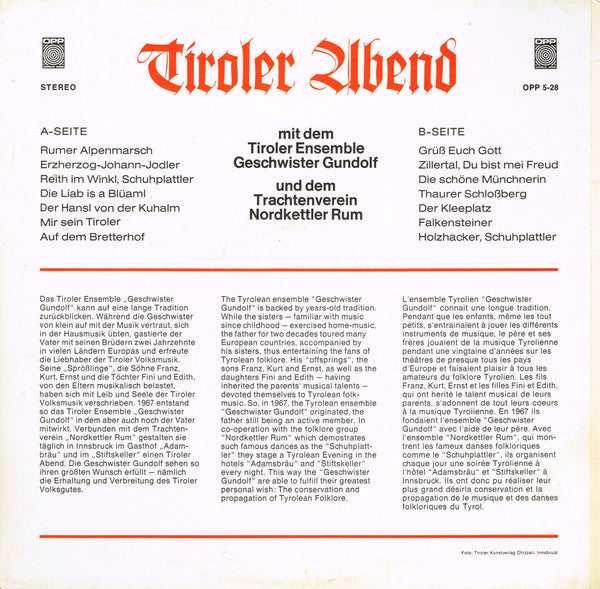 OPP
Tiroler Abend
OPP
STEREO
OPP 5-28
A-SEITE
Rumer Alpenmarsch
Erzherzog-Johann-Jodler
Reith im Winkl, Schuhplattler
Die Liab is a Blüaml
Der Hansl von der Kuhalm
Mir sein Tiroler
Auf dem Bretterhof
mit dem
Tiroler Ensemble
Geschwister Gundolf
und dem
Trachtenverein
Nordkettler Rum
B-SEITE
Grüß Euch Gott
Zillertal, Du bist mei Freud
Die schöne Münchnerin
Thaurer Schloßberg
Der Kleeplatz
Falkensteiner
Holzhacker, Schuhplattler
Das Tiroler Ensemble „Geschwister
Gundolf" kann auf eine lange Tradition
zurückblicken. Während die Geschwister
von klein auf mit der Musik vertraut, sich
in der Hausmusik übten, gastierte der
Vater mit seinen Brüdern zwei Jahrzehnte
in vielen Ländern Europas und erfreute
die Liebhaber der Tiroler Volksmusik.
Seine „Sprößlinge", die Söhne Franz,
Kurt, Ernst und die Töchter Fini und Edith,
von den Eltern musikalisch belastet,
haben sich mit Leib und Seele der Tiroler
Volksmusik verschrieben. 1967 entstand
so das Tiroler Ensemble „Geschwister
Gundolf" in dem aber auch noch der Vater
mitwirkt. Verbunden mit dem Trachten-
verein „Nordkettler Rum" gestalten sie
täglich in Innsbruck im Gasthof „Adam-
bräu" und im „Stiftskeller" einen Tiroler
Abend. Die Geschwister Gundolf sehen so
ihren größten Wunsch erfüllt – nämlich
die Erhaltung und Verbreitung des Tiroler
Volksgutes.
The Tyrolean ensemble "Geschwister
Gundolf" is backed by years-old tradition.
While the sisters – familiar with music
since childhood – exercised home-music,
the father for two decades toured many
European countries, accompanied by
his sisters, thus entertaining the fans of
Tyrolean folklore. His "offsprings", the
sons Franz, Kurt and Ernst, as well as the
daughters Fini and Edith – having
inherited the parents' musical talents –
devoted themselves to Tyrolean folk-
music. So, in 1967, the Tyrolean ensemble
"Geschwister Gundolf" originated, the
father still being an active member. In
co-operation with the folklore group
"Nordkettler Rum" which demostrates
such famous dances as the "Schuhplatt-
ler" they stage a Tyrolean Evening in the
hotels "Adamsbräu" and "Stiftskeller"
every night. This way the "Geschwister
Gundolf" are able to fulfill their greatest
personal wish: The conservation and
propagation of Tyrolean Folklore.
L'ensemble Tyrolien "Geschwister
Gundolf" connait une longue tradition.
Pendant que les enfants, même les tout
petits, s'entrainaient à jouer les différents
instruments de musique, le père et ses
frères jouaient de la musique Tyrolienne
pendant une vingtaine d'années sur les
théâtres de presque tous les pays
d'Europe et faisaient plaisir à tous les
amateurs du folklore Tyrolien. Les fils
Franz, Kurt, Ernst et les filles Fini et Edith,
qui ont herité le talent musical de leurs
parents, s'adonnent de tout leurs coeurs
à la musique Tyrolienne. En 1967 ils
fondaient l'ensemble "Geschwister
Gundolf" avec l'aide de leur père. Avec
l'ensemble "Nordkettler Rum", qui mon-
trent les fameux danses folkloriques
comme le "Schuhplattler", ils organisent
chaque jour une soirée Tyrolienne à
l'hôtel "Adamsbräu" et "Stiftskeller" à
Innsbruck. Ils ont donc pu réaliser leur
plus grand désirla conservation et la
propagation de le musique et des danses
folkloriques du Tyrol.
Foto: Tiroler Kunstverlag Chizzali, Innsbruck